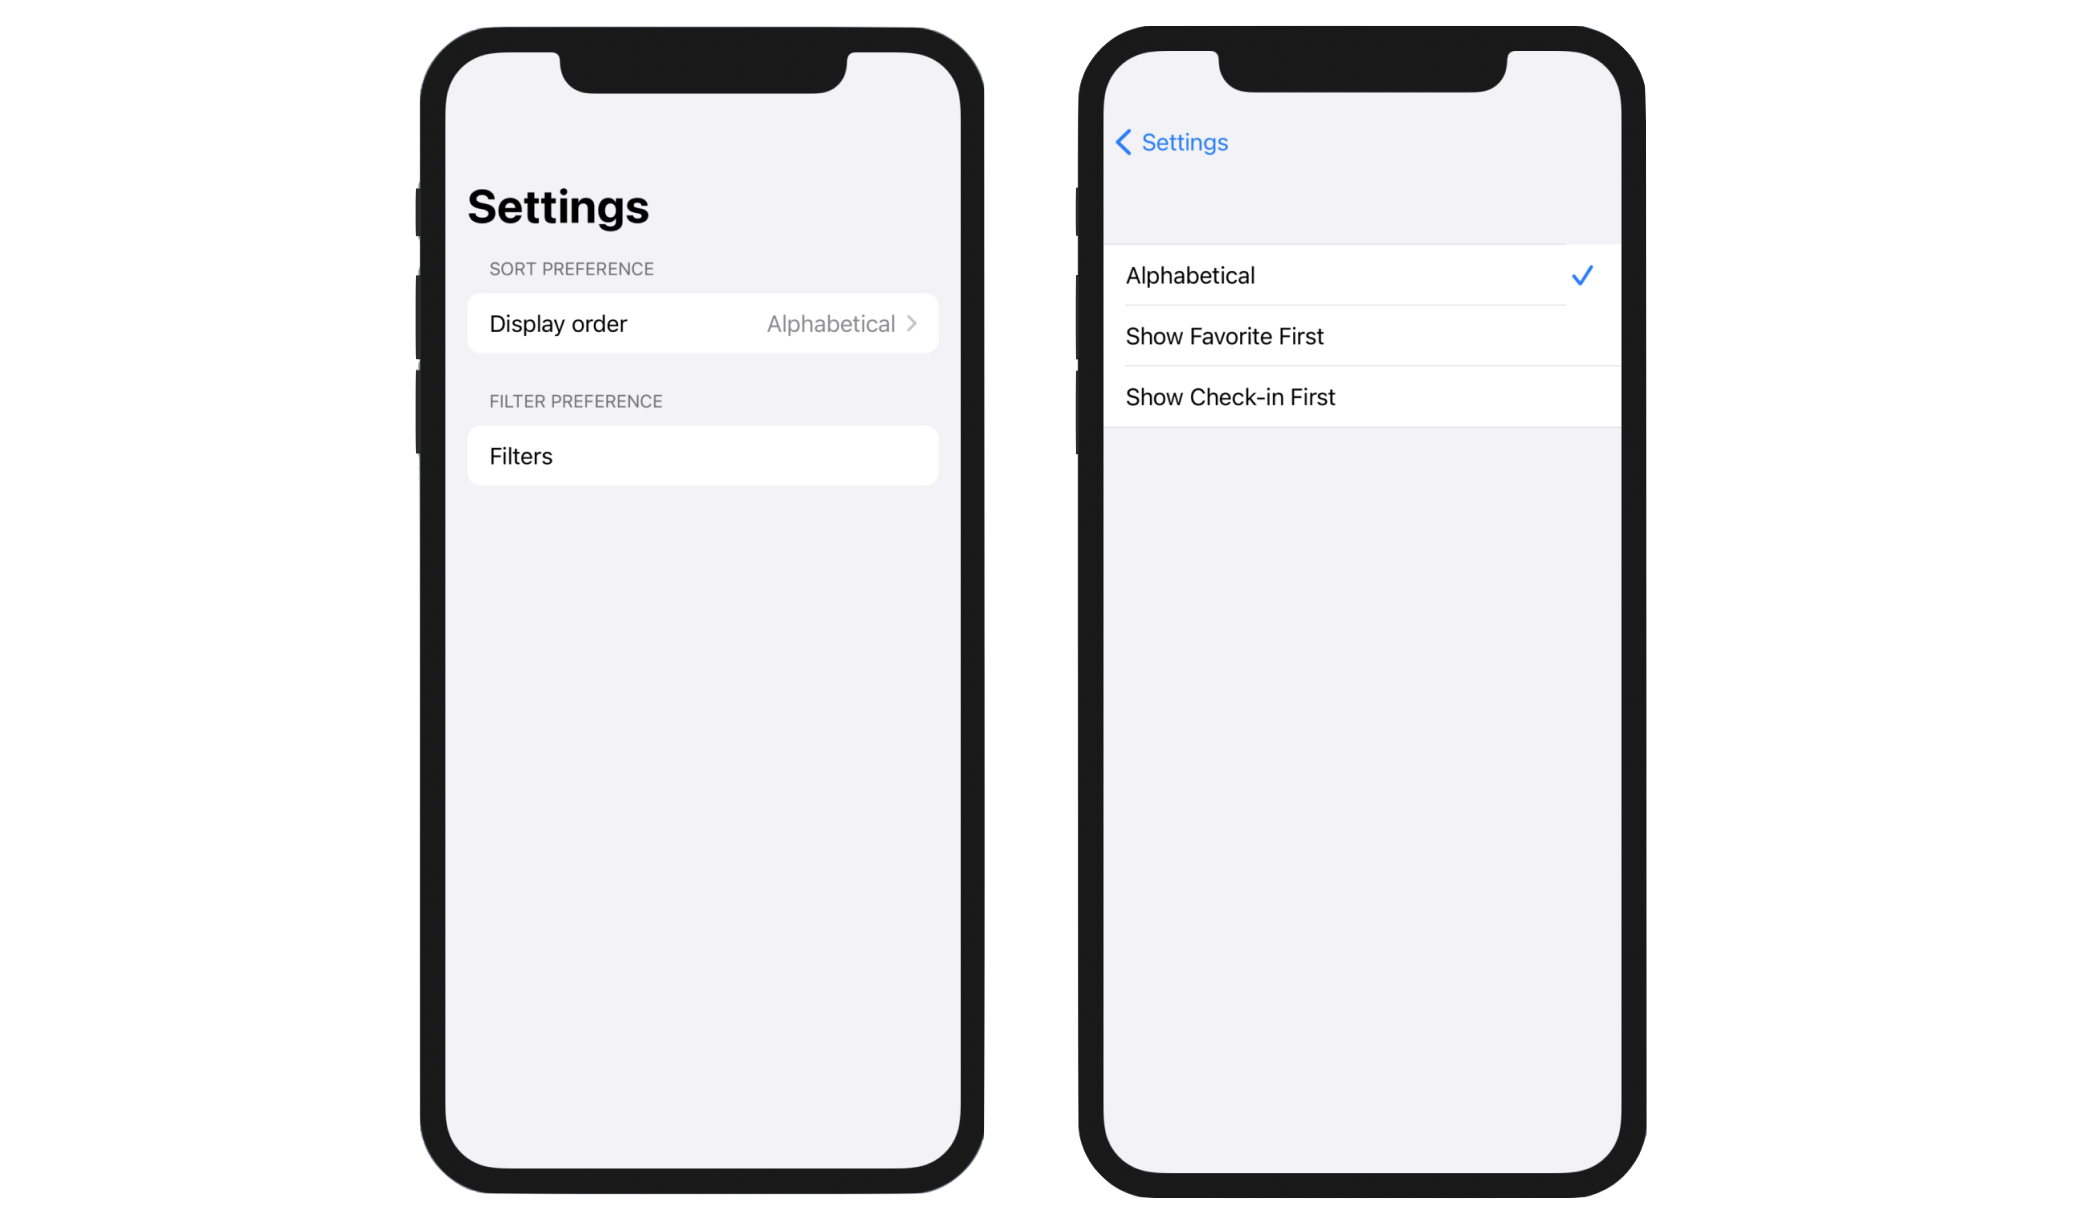 Settings
SORT PREFERENCE
Display order Alphabetical
FILTER PREFERENCE
Filters
Settings
Alphabetical
Show Favorite First
Show Check-in First